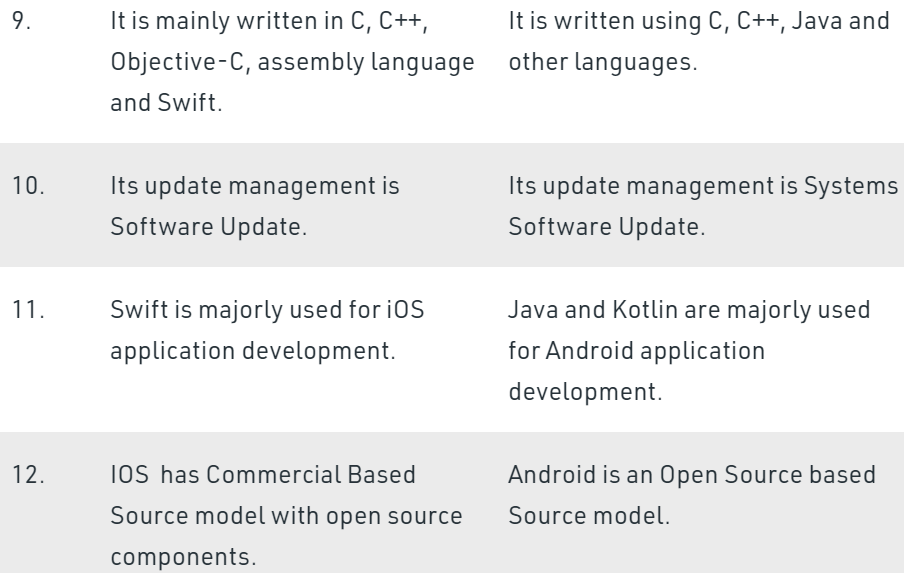 9. It is mainly written in C, C++, It is written using C, C++, Java and
Objective-C, assembly language other languages.
and Swift.
10. Its update management is Its update management is Systems
Software Update. Software Update.
11. Swift is majorly used for iOS Java and Kotlin are majorly used
application development. for Android application
development.
12. IOS has Commercial Based Android is an Open Source based
Source model with open source Source model.
components.